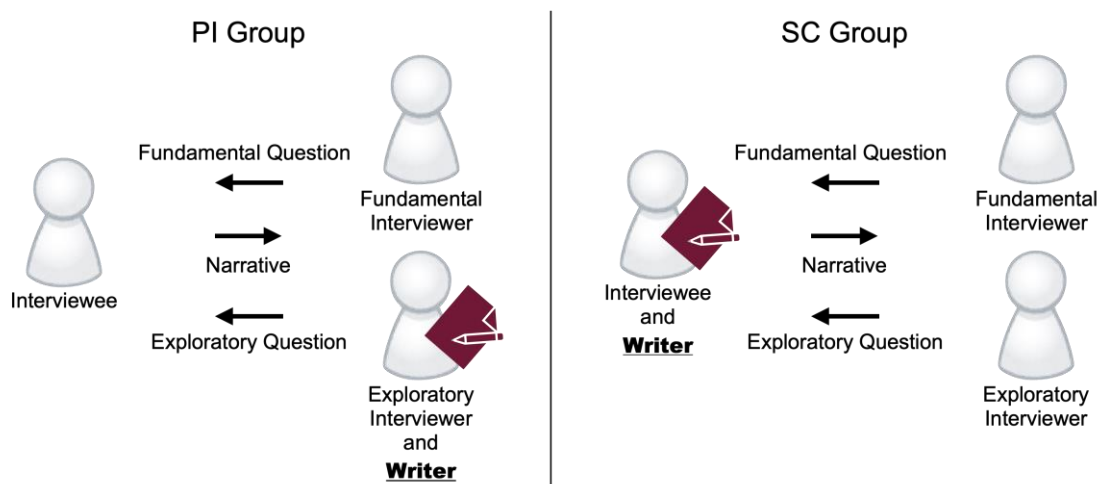 PI Group
Fundamental Question
Fundamental
Interviewer
Narrative
Interviewee
Exploratory Question
Exploratory
Interviewer
and
Writer
SC Group
Fundamental Question
Fundamental
Interviewer
Narrative
Interviewee
and
Writer
Exploratory Question
Exploratory
Interviewer